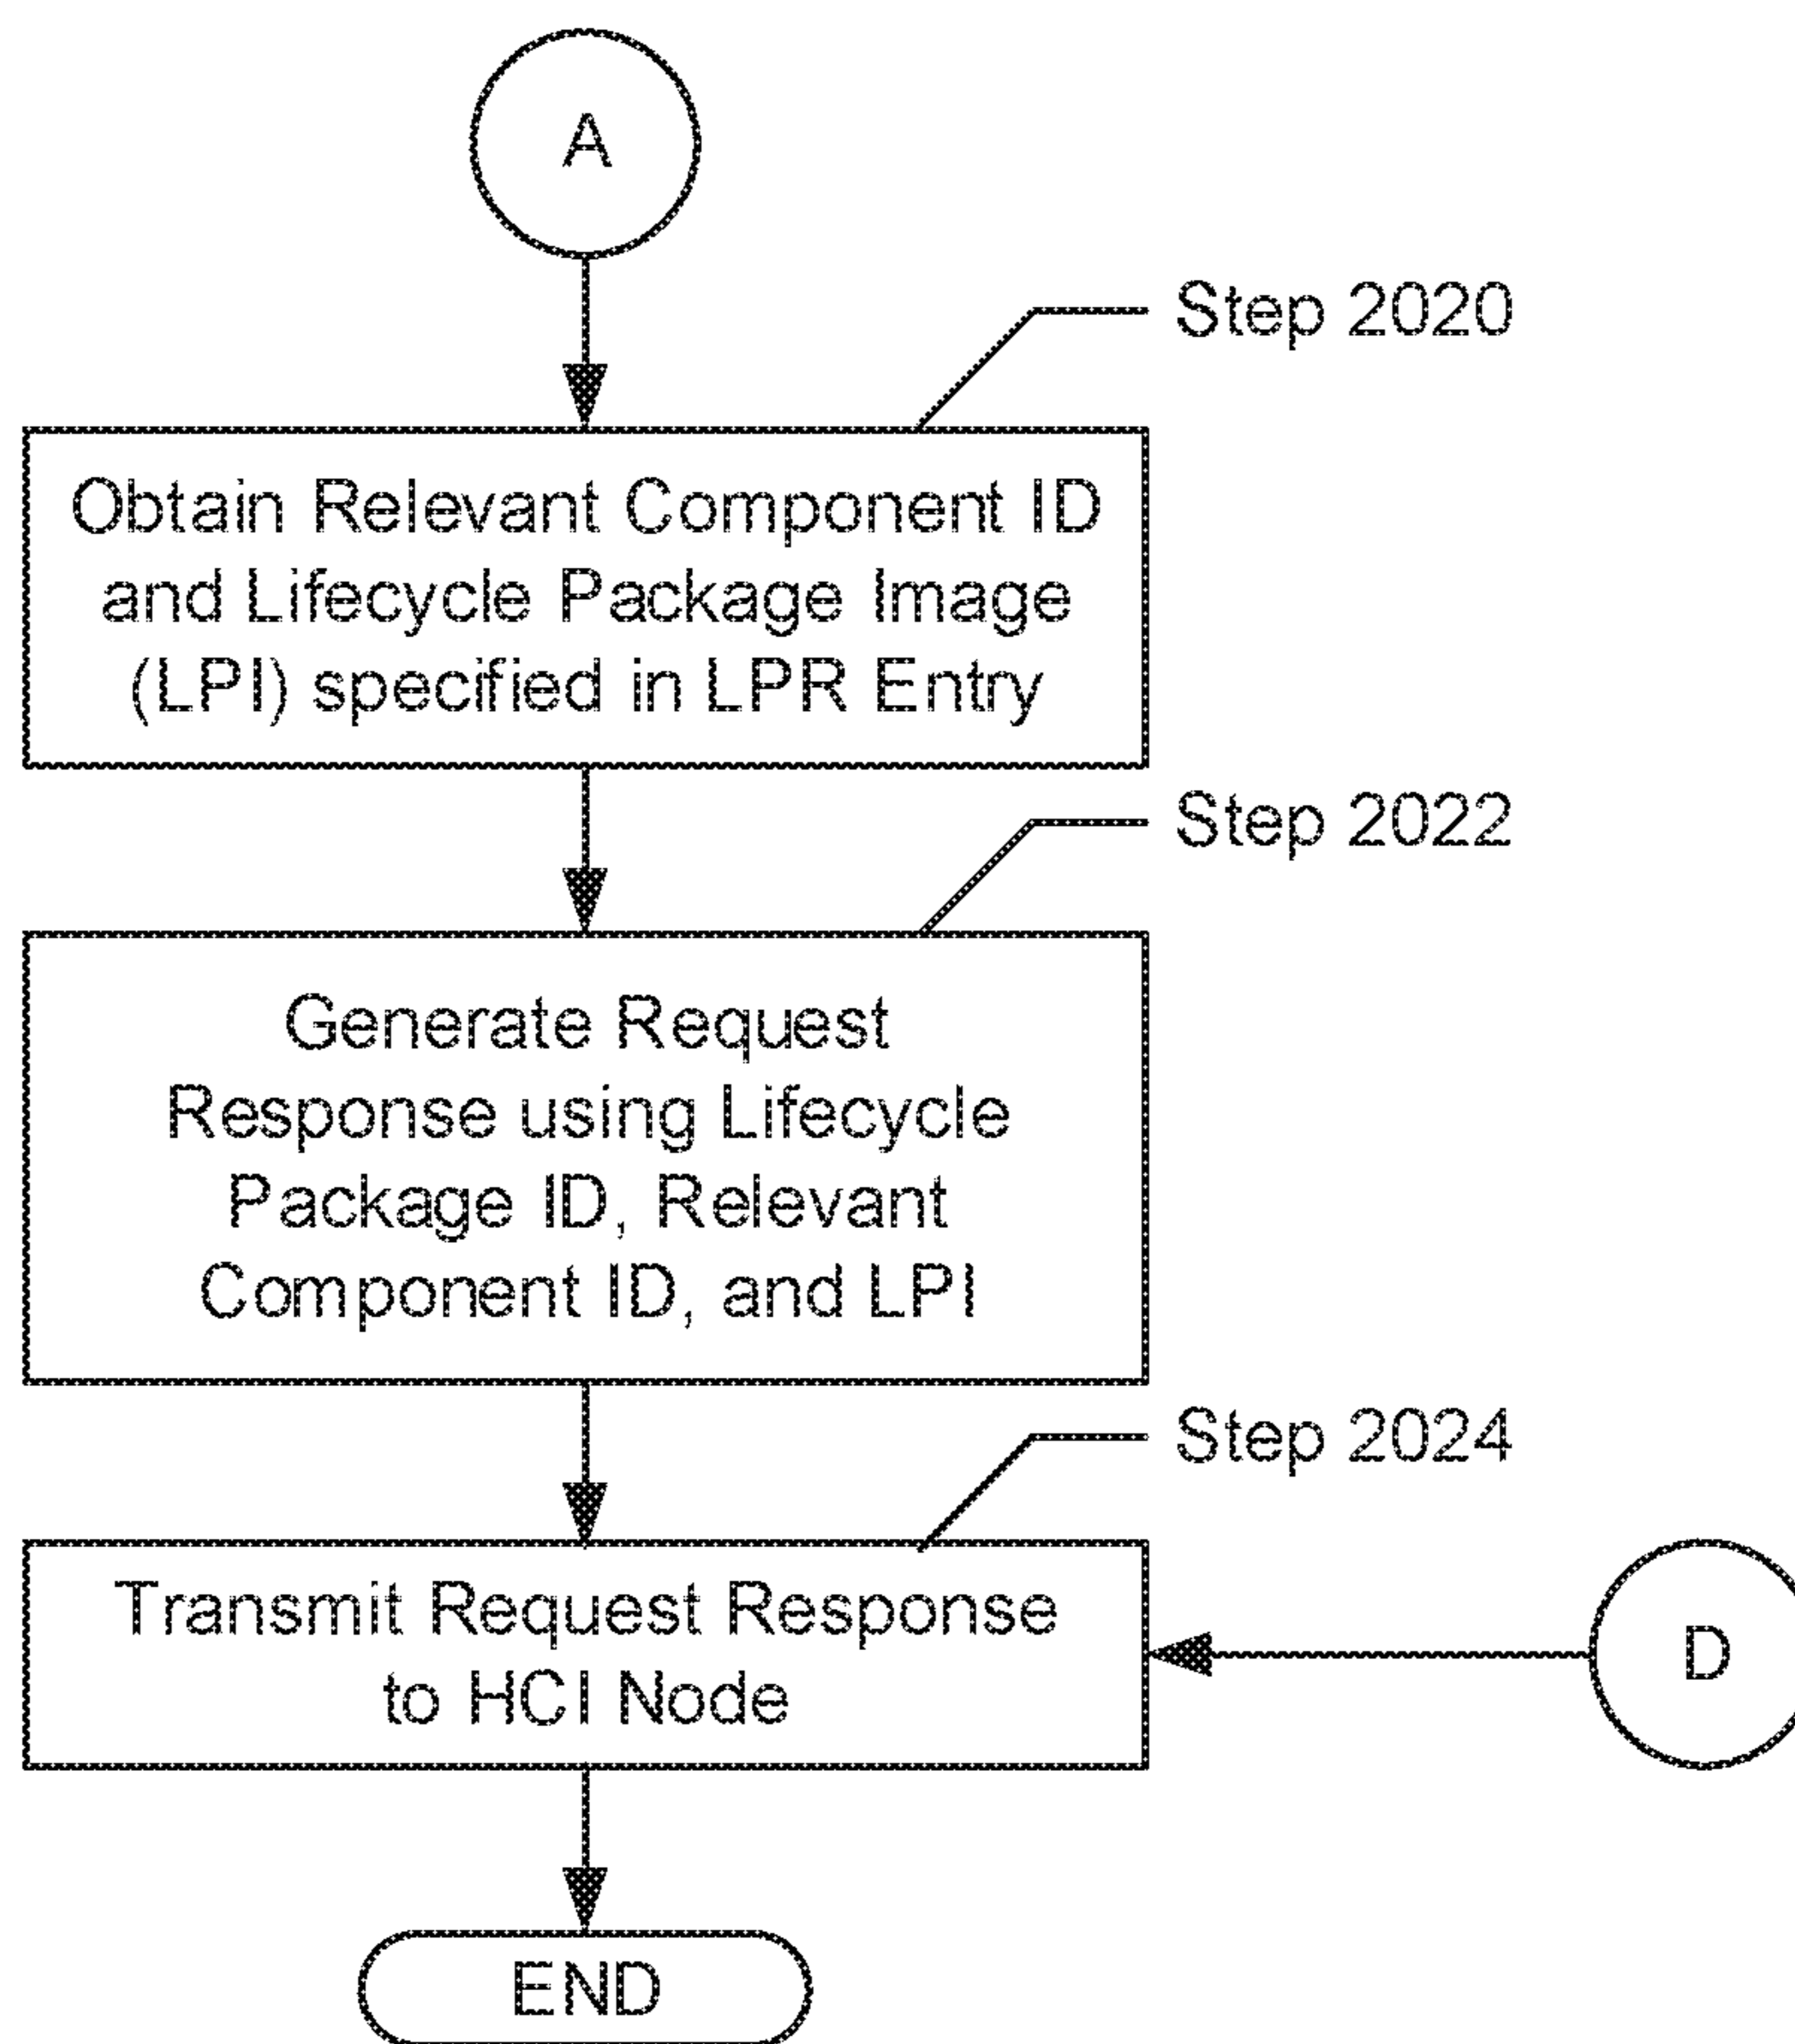 A
Step 2020
Obtain Relevant Component ID
and Lifecycle Package Image
(LPI) specified in LPR Entry
Step 2022
Generate Request
Response using Lifecycle
Package ID, Relevant
Component ID, and LPI
Step 2024
Transmit Request Response
to HCI Node
D
END